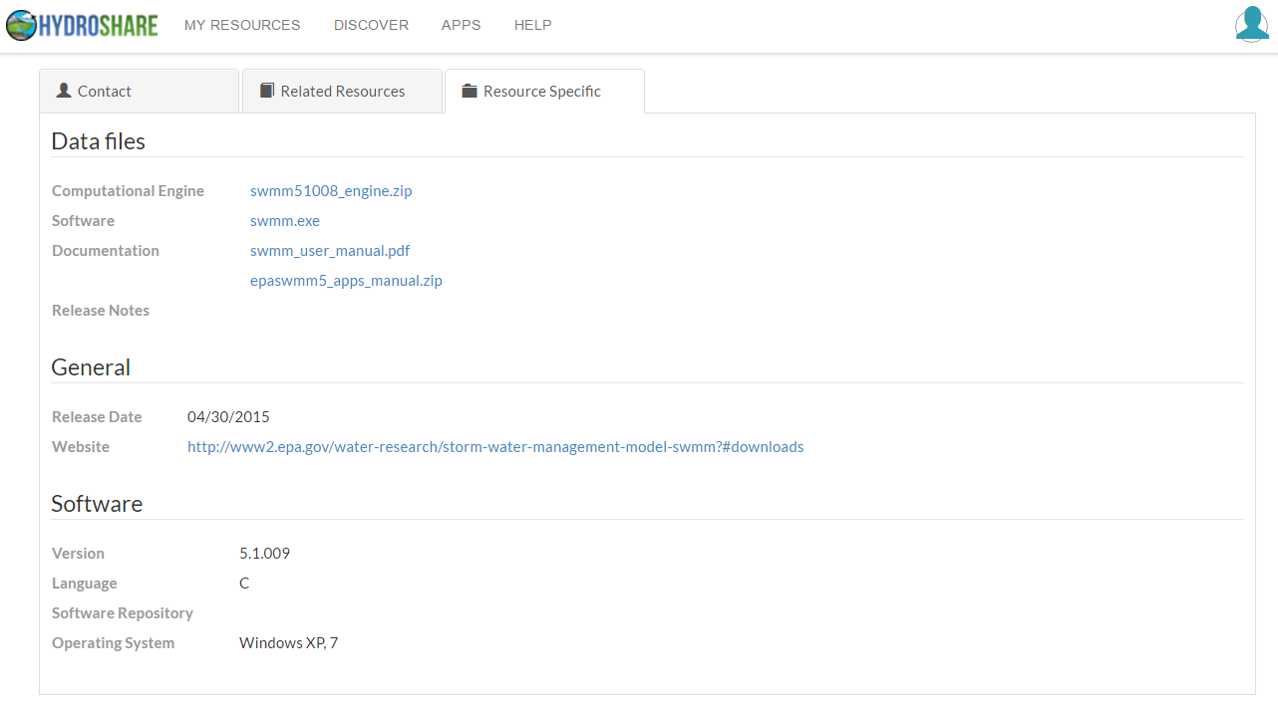 HYDROSHARE MY RESOURCES DISCOVER APPS HELP
Contact Related Resources Resource Specific
Data files
Computational Engine swmm51008_engine.zip
Software swmm.exe
Documentation swmm_user_manual.pdf
epaswmm5_apps_manual.zip
Release Notes
General
Release Date 04/30/2015
Website http://www2.epa.gov/water-research/storm-water-management-model-swmm?#downloads
Software
Version 5.1.009
Language C
Software Repository
Operating System Windows XP, 7